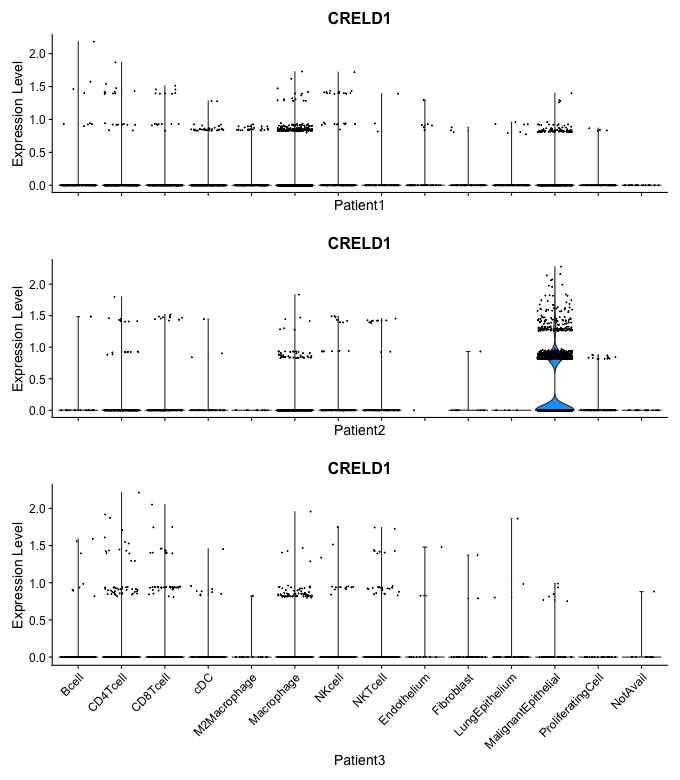 CRELD1
Expression Level
2.0
1.5
1.0
0.5
0.0
Patient1
CRELD1
Expression Level
2.0
1.5
1.0
0.5
0.0
Patient2
CRELD1
Expression Level
2.0
1.5
1.0
0.5
0.0
Bcell
CD4Tcell
CD8Tcell
cDC
M2Macrophage
Macrophage
NKcell
NKTcell
Endothelium
Fibroblast
LungEpithelium
MalignantEpithelial
ProliferatingCell
NotAvail
Patient3